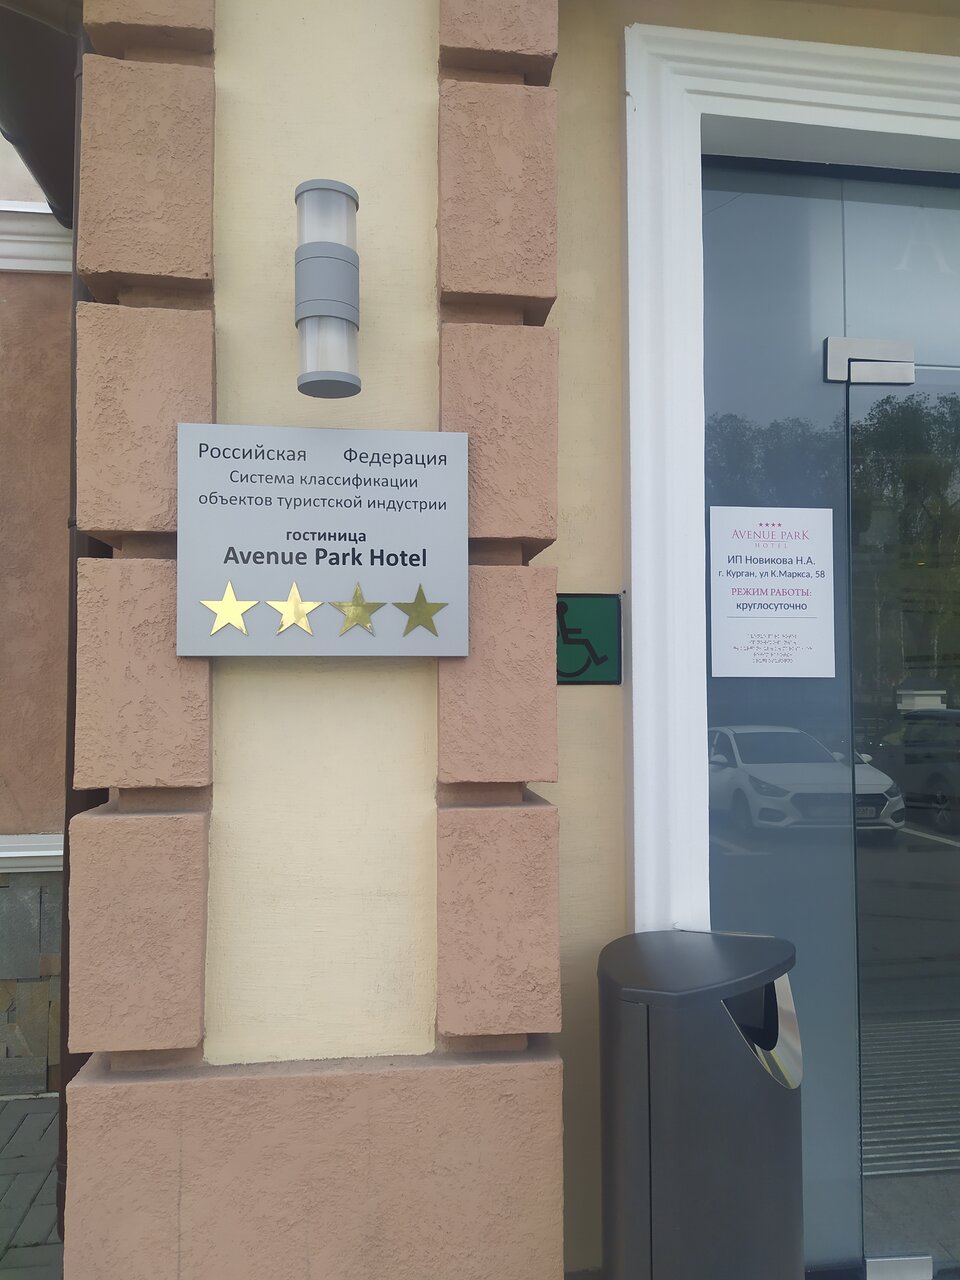 Российская Федерация
Система классификации
объектов туристской индустрии
гостиница
Avenue Park Hotel
AVENUE PARK
HOTEL
ИП Новикова Н.А.
г. Курган, ул К.Маркса, 58
РЕЖИМ РАБОТЫ:
круглосуточно